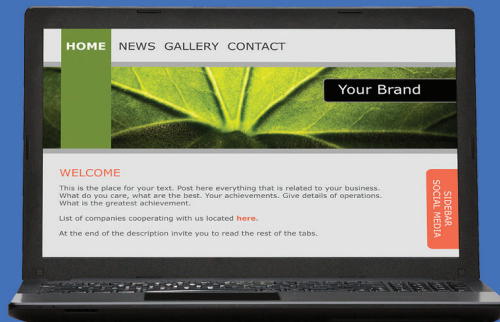 HOME NEWS GALLERY CONTACT
Your Brand
WELCOME
This is the place for your text. Post here everything that is related to your business.
What do you care, what are the best. Your achievements. Give details of operations.
What is the greatest achievement.
List of companies cooperating with us located here.
At the end of the description invite you to read the rest of the tabs.
SIDEBAR
SOCIAL MEDIA